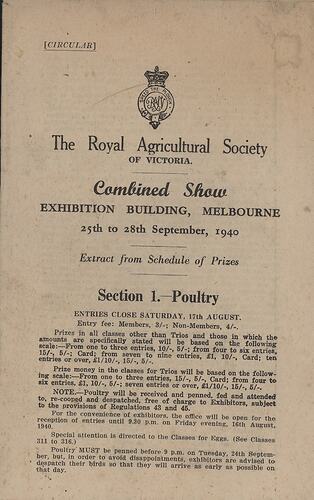 [CIRCULAR]
The Royal Agricultural Society
OF VICTORIA.
Combined Show
EXHIBITION BUILDING, MELBOURNE
25th to 28th September, 1940
Extract from Schedule of Prizes
Section 1.—Poultry
ENTRIES CLOSE SATURDAY, 17th AUGUST.
Entry fee: Members, 3/-; Non-Members, 4/-.
Prizes in all classes other than Trios and those in which the
amounts are specifically stated will be based on the following
scale:—From one to three entries, 10/-, 5/-; from four to six entries,
15/-, 5/-; Card; from seven to nine entries, £1, 10/-, Card; ten
entries or over, £1/10/-, 15/-, 5/-.
Prize money in the classes for Trios will be based on the follow-
ing scale:—From one to three entries, 15/-, 5/-, Card; from four to six
entries, £1, 10/-, 5/-; seven entries or over, £1/10/-, 15/-, 5/-.
NOTE.—Poultry will be received and penned, fed and attended
to, re-cooped and despatched, free of charge to Exhibitors, subject
to the provisions of Regulations 43 and 45.
For the convenience of exhibitors, the office will be open for the
reception of entries until 9.30 p.m. on Friday evening, 16th August,
1940.
Special attention is directed to the Classes for Eggs. (See Classes
311 to 316.)
Poultry MUST be penned before 9 p.m. on Tuesday, 24th Septem-
ber, but, in order to avoid disappointments, exhibitors are advised to
despatch their birds so that they will arrive as early as possible on
that day.